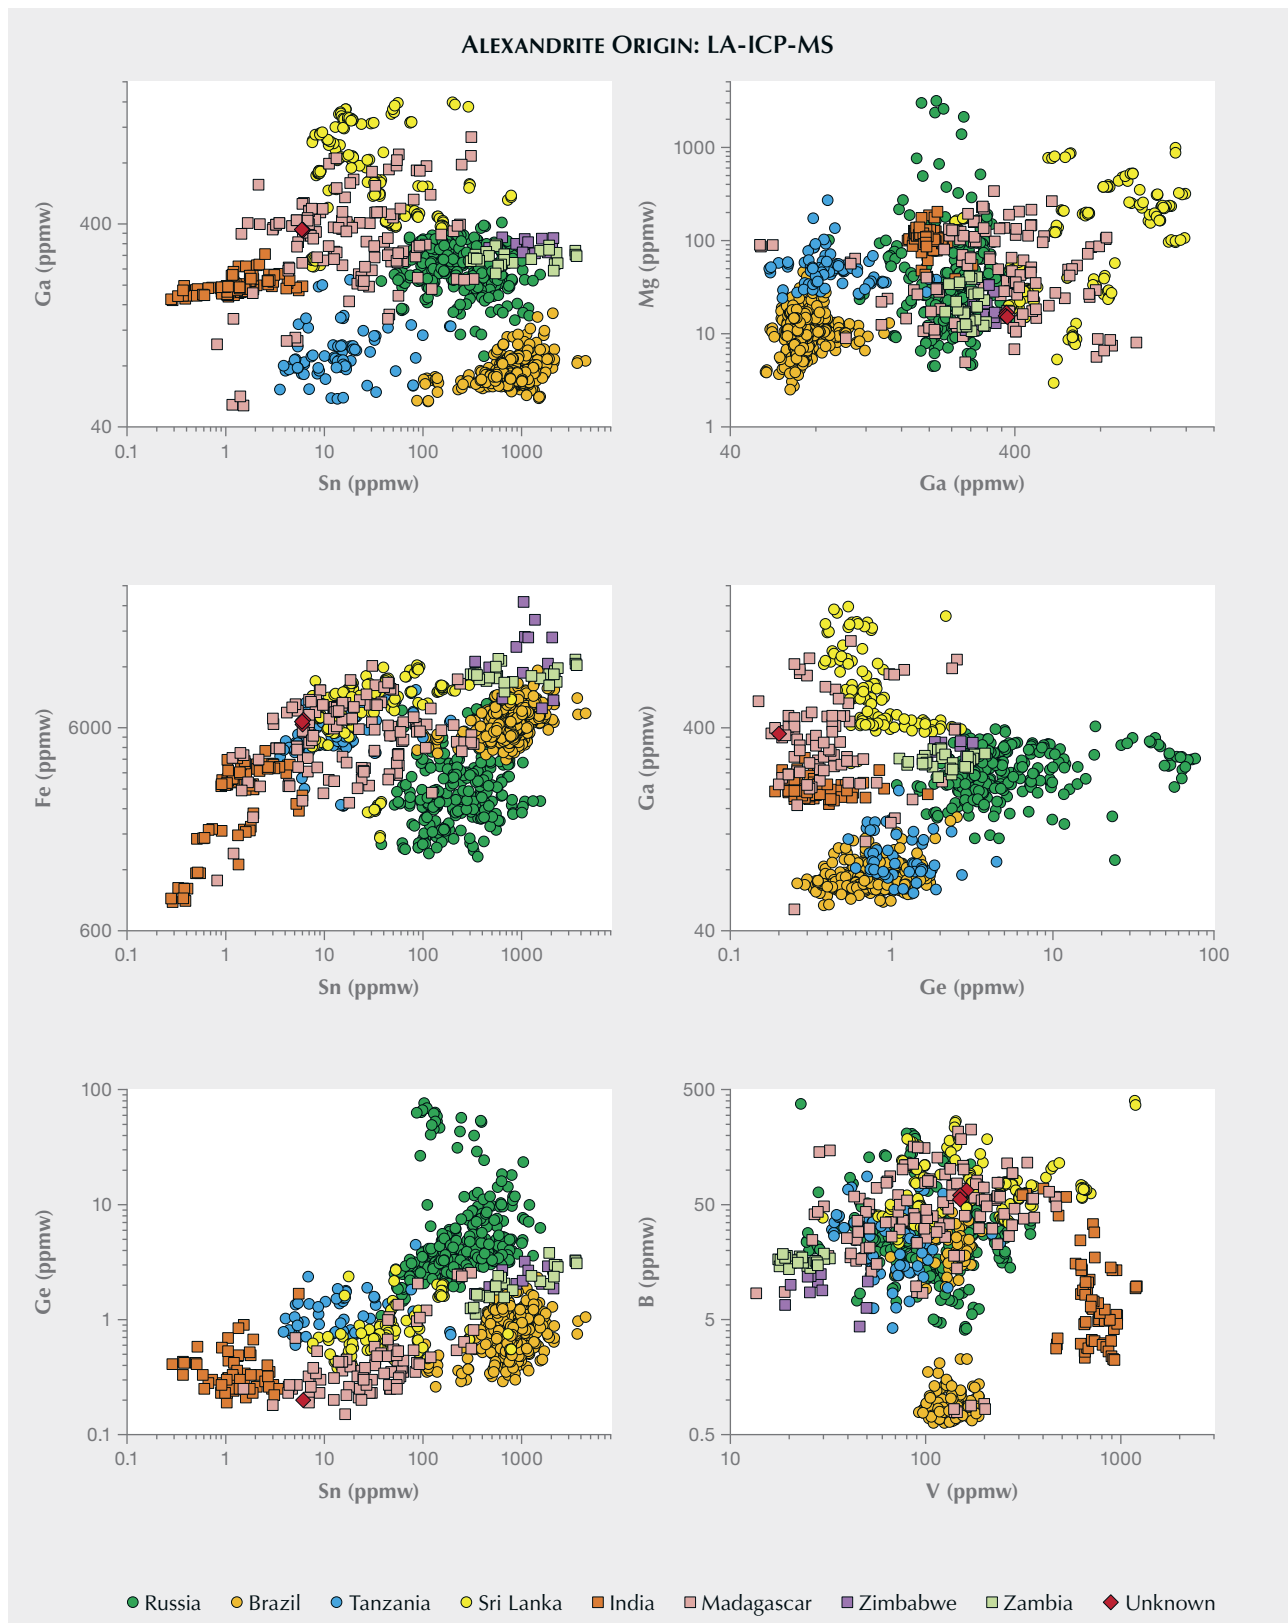 ALEXANDRITE ORIGIN: LA-ICP-MS
400
40
Ga (ppmw)
0.1 1 10 100 1000
Sn (ppmw)
1000
100
10
1
Mg (ppmw)
40 400
Ga (ppmw)
6000
600
Fe (ppmw)
0.1 1 10 100 1000
Sn (ppmw)
400
40
Ga (ppmw)
0.1 1 10 100
Ge (ppmw)
100
10
1
0.1
Ge (ppmw)
0.1 1 10 100 1000
Sn (ppmw)
500
50
5
0.5
B (ppmw)
10 100 1000
V (ppmw)
Russia Brazil Tanzania Sri Lanka India Madagascar Zimbabwe Zambia Unknown